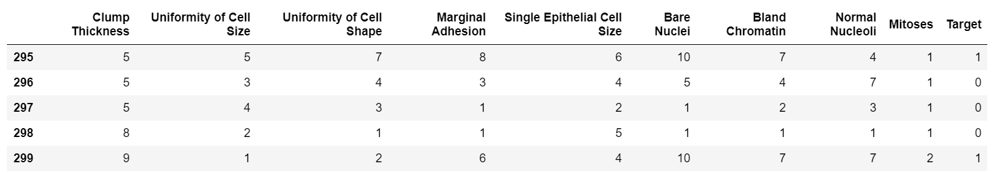 Clump Thickness Uniformity of Cell Size Uniformity of Cell Shape Marginal Adhesion Single Epithelial Cell Size Bare Nuclei Bland Chromatin Normal Nucleoli Mitoses Target
295 5 5 7 8 6 10 7 4 1 1
296 5 3 4 3 4 5 4 7 1 0
297 5 4 3 1 2 1 2 3 1 0
298 8 2 1 1 5 1 1 1 1 0
299 9 1 2 6 4 10 7 7 2 1